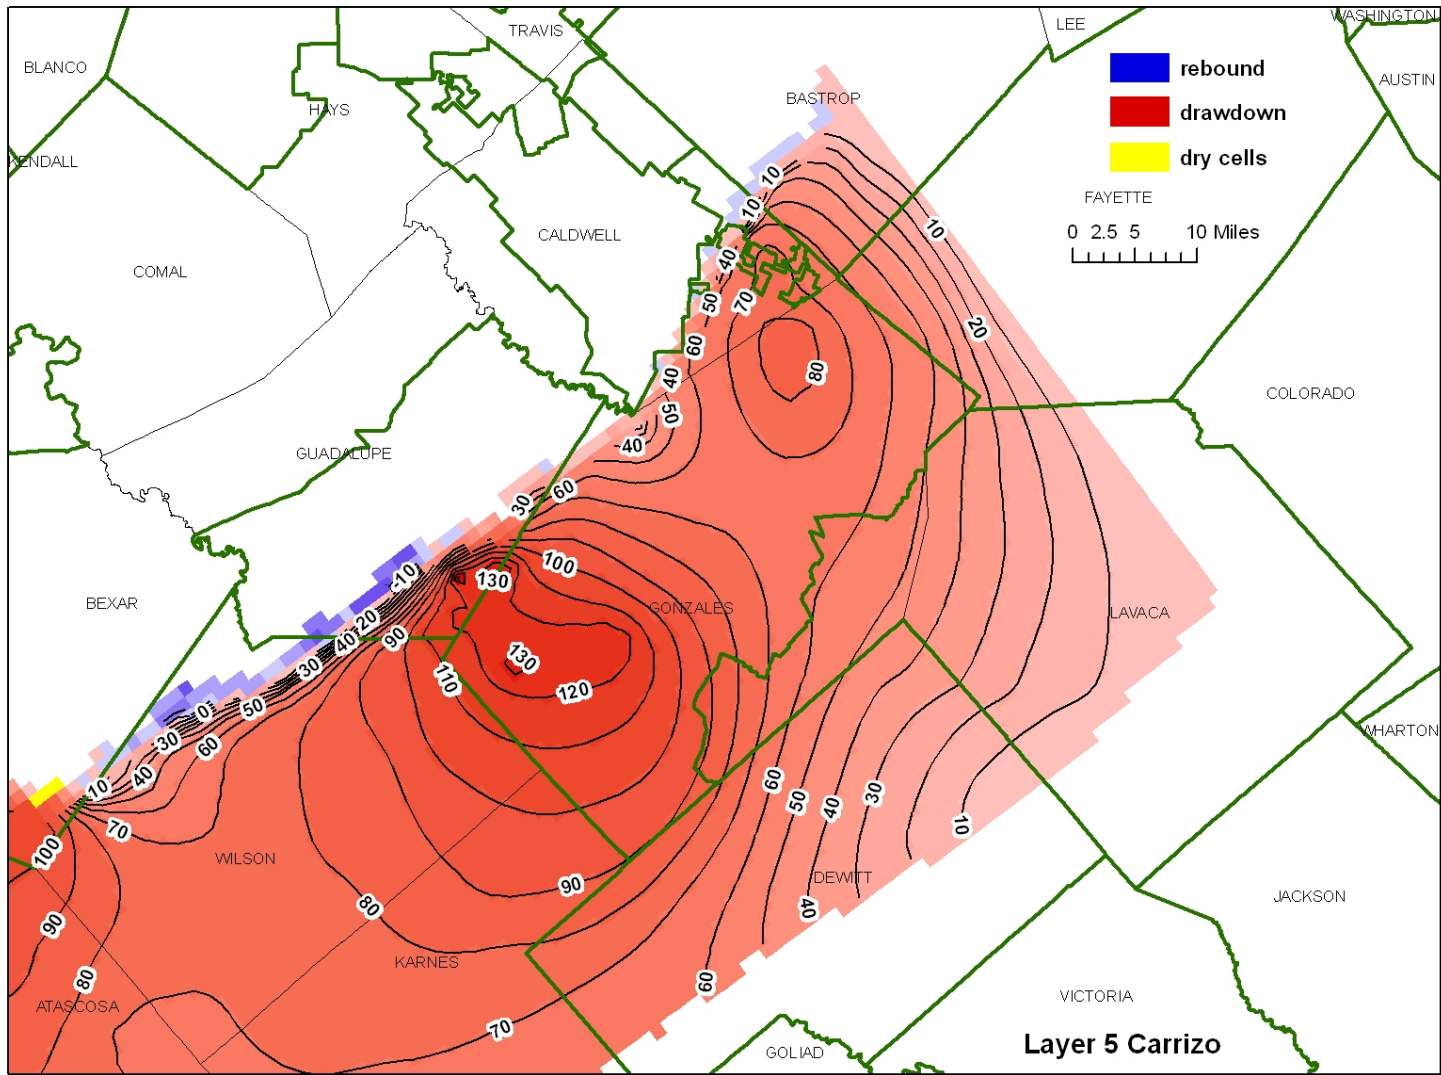 WASHINGTON
LEE
TRAVIS
BLANCO
rebound
AUSTIN
BASTROP
HAYS
drawdown
KENDALL
dry cells
10
FAYETTE
10
0 2.5 5 10 Miles
10
CALDWELL
40
COMAL
50
70
20
60
80
40
COLORADO
50
40
GUADALUPE
60
30
100
-10
130
BEXAR
GONZALES
LAVACA
20
90
40
130
30
110
120
50
0
WHARTON
30
60
40
60
10
50
30
40
70
10
100
WILSON
DEWITT
90
JACKSON
80
40
90
KARNES
80
60
VICTORIA
ATASCOSA
70
Layer 5 Carrizo
GOLIAD